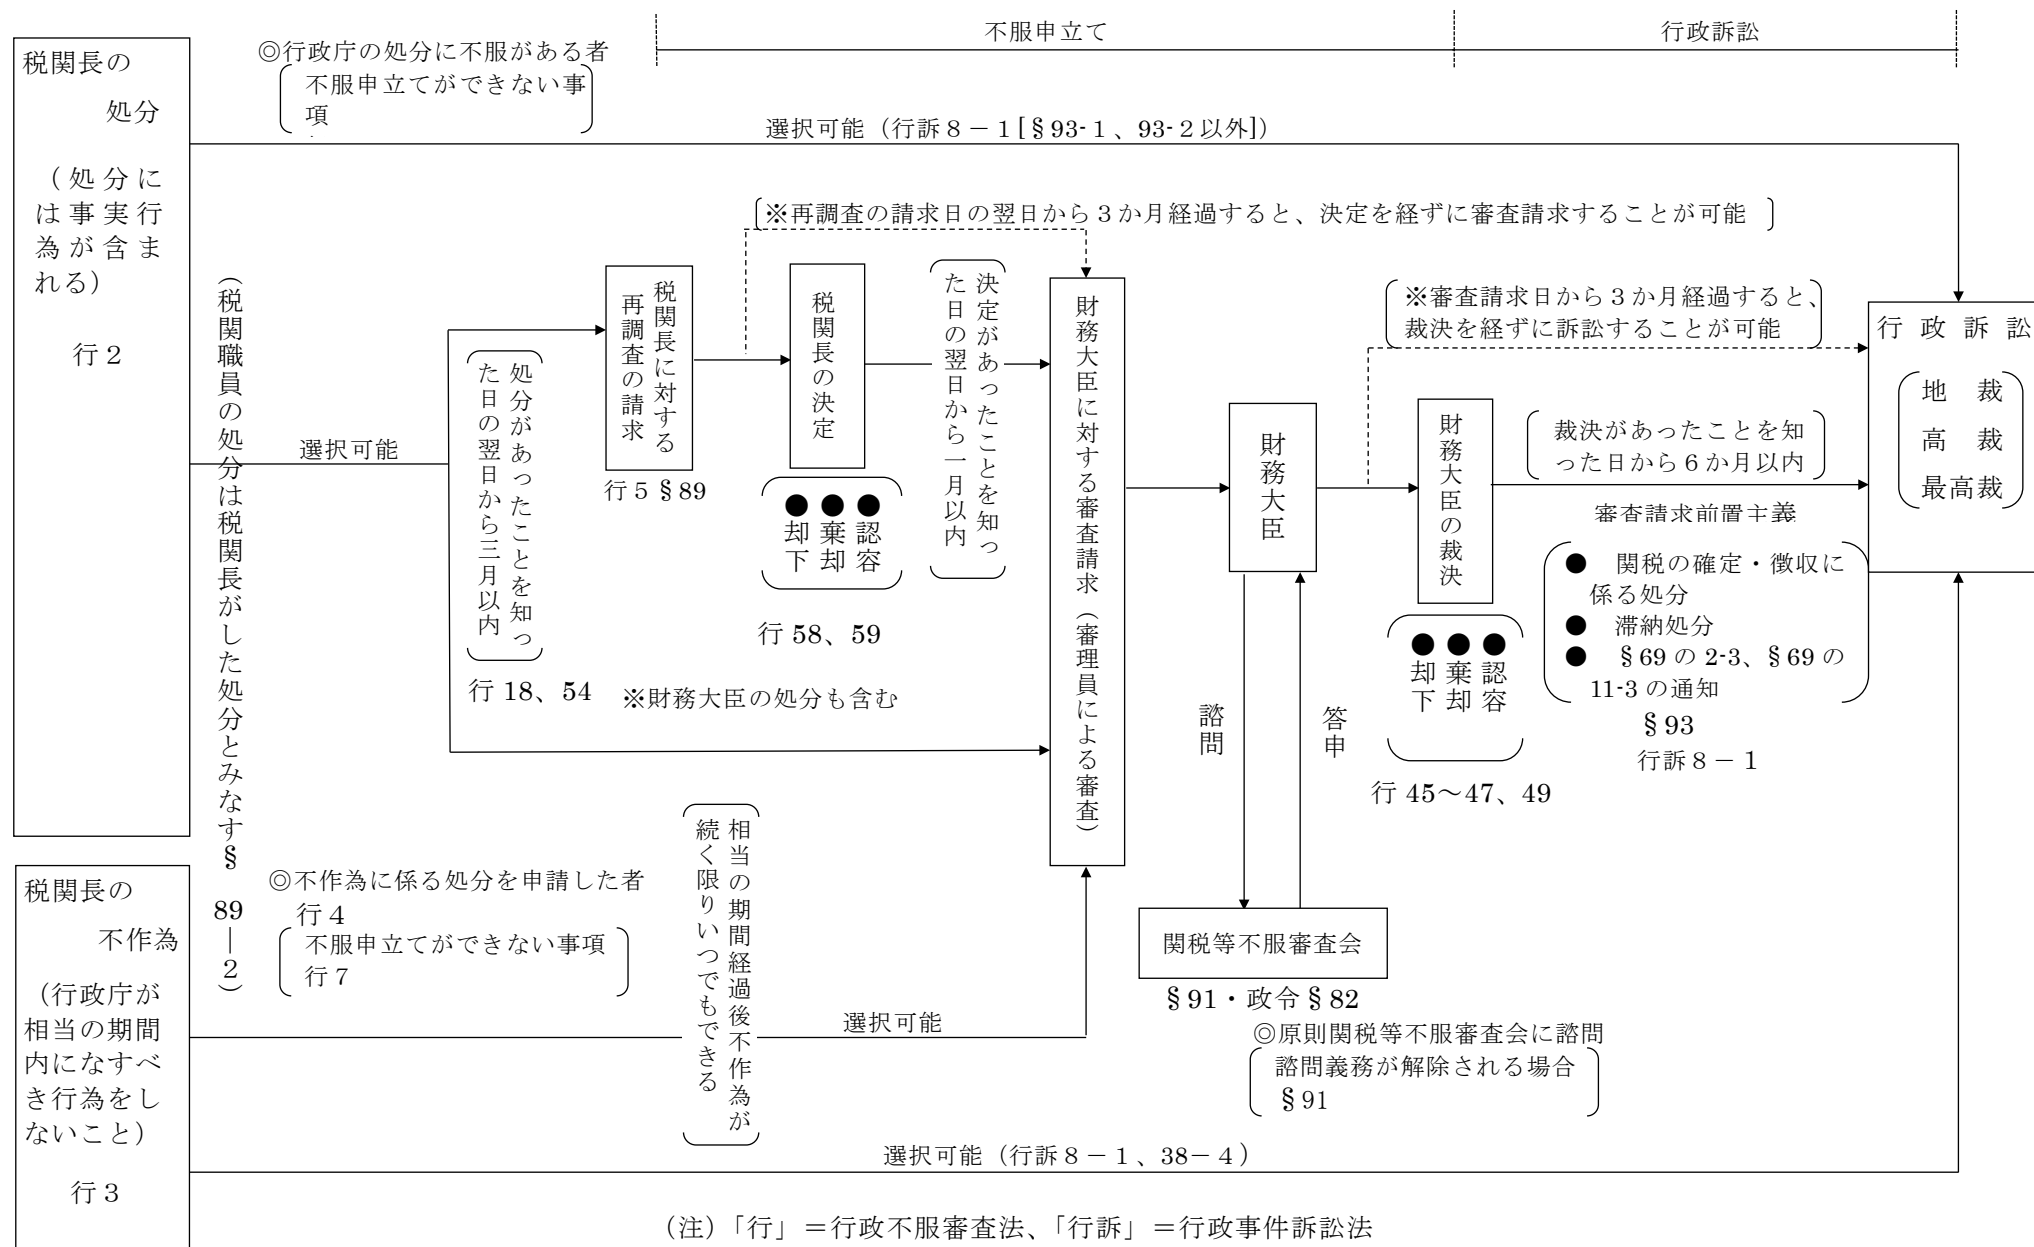 不服申立て
行政訴訟
税関長の
処分
（処分に
は事実行
為が含ま
れる）
行２
◎行政庁の処分に不服がある者
不服申立てができない事
項
選択可能（行訴８－１[§93-１、93-２以外]）
（税関職員の処分は税関長がした処分とみなす§89―２）
選択可能
処分があったことを知っ
た日の翌日から三月以内
行 18、54
※財務大臣の処分も含む
税関長に対する
再調査の請求
行５§89
※再調査の請求日の翌日から３か月経過すると、決定を経ずに審査請求することが可能
税関長の決定
●認容
●棄却
●却下
行 58、59
決定があったことを知っ
た日の翌日から一月以内
財務大臣に対する審査請求（審理員による審査）
財務大臣
諮問
答申
関税等不服審査会
§91・政令§82
◎原則関税等不服審査会に諮問
諮問義務が解除される場合
§91
※審査請求日から３か月経過すると、
裁決を経ずに訴訟することが可能
財務大臣の裁決
●認容
●棄却
●却下
行 45～47、49
裁決があったことを知
った日から６か月以内
審査請求前置主義
● 関税の確定・徴収に
係る処分
● 滞納処分
● §69 の 2-3、§69 の
11-3 の通知
§93
行訴８－１
行政訴訟
地裁
高裁
最高裁
税関長の
不作為
（行政庁が
相当の期間
内になすべ
き行為をし
ないこと）
行３
◎不作為に係る処分を申請した者
行４
不服申立てができない事項
行７
相当の期間経過後不作為が
続く限りいつでもできる
選択可能
選択可能（行訴８－１、38－４）
（注）「行」＝行政不服審査法、「行訴」＝行政事件訴訟法